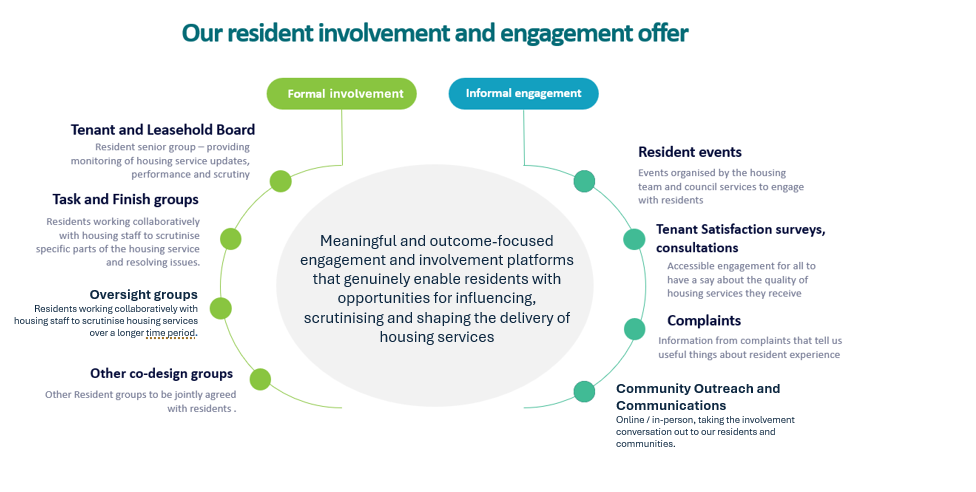 Our resident involvement and engagement offer
Formal involvement
Informal engagement
Tenant and Leasehold Board
Resident senior group – providing
monitoring of housing service updates,
performance and scrutiny
Task and Finish groups
Residents working collaboratively
with housing staff to scrutinise
specific parts of the housing service
and resolving issues.
Oversight groups
Residents working collaboratively with
housing staff to scrutinise housing services
over a longer time period.
Other co-design groups
Other Resident groups to be jointly agreed
with residents .
Meaningful and outcome-focused
engagement and involvement platforms
that genuinely enable residents with
opportunities for influencing,
scrutinising and shaping the delivery of
housing services
Resident events
Events organised by the housing
team and council services to engage
with residents
Tenant Satisfaction surveys,
consultations
Accessible engagement for all to
have a say about the quality of
housing services they receive
Complaints
Information from complaints that tell us
useful things about resident experience
Community Outreach and
Communications
Online / in-person, taking the involvement
conversation out to our residents and
communities.